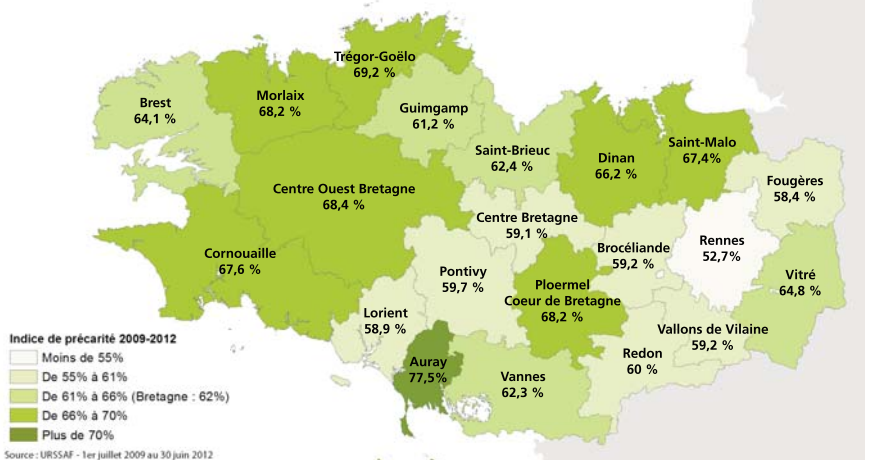 Trégor-Goëlo
69,2 %
Morlaix
68,2 %
Brest
64,1 %
Guimgamp
61,2 %
Saint-Brieuc
62,4 %
Dinan
66,2 %
Saint-Malo
67,4%
Fougères
58,4 %
Centre Ouest Bretagne
68,4 %
Centre Bretagne
59,1 %
Brocéliande
59,2 %
Rennes
52,7%
Cornouaille
67,6 %
Pontivy
59,7 %
Ploermel
Coeur de Bretagne
68,2 %
Vitré
64,8 %
Lorient
58,9 %
Vallons de Vilaine
59,2 %
Redon
60 %
Auray
77,5%
Vannes
62,3 %
Indice de précarité 2009-2012
Moins de 55%
De 55% à 61%
De 61% à 66% (Bretagne : 62%)
De 66% à 70%
Plus de 70%
Source : URSSAF - 1er juillet 2009 au 30 juin 2012